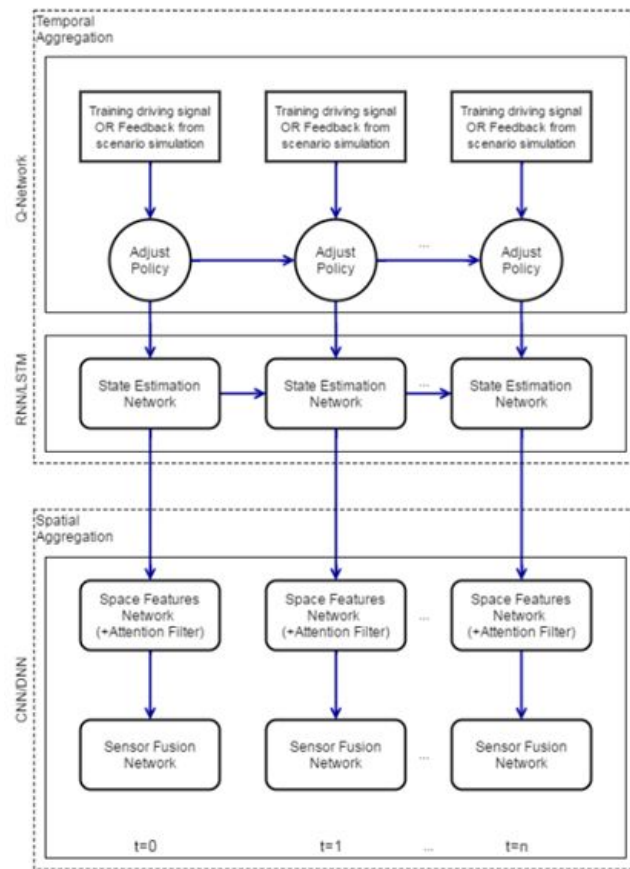 Temporal
Aggregation
Q-Network
Training driving signal
OR Feedback from
scenario simulation
Training driving signal
OR Feedback from
scenario simulation
Training driving signal
OR Feedback from
scenario simulation
Adjust
Policy
Adjust
Policy
...
Adjust
Policy
RNN/LSTM
State Estimation
Network
State Estimation
Network
...
State Estimation
Network
Spatial
Aggregation
CNN/DNN
Space Features
Network
(+Attention Filter)
Space Features
Network
(+Attention Filter)
...
Space Features
Network
(+Attention Filter)
Sensor Fusion
Network
Sensor Fusion
Network
...
Sensor Fusion
Network
t=0
t=1
...
t=n